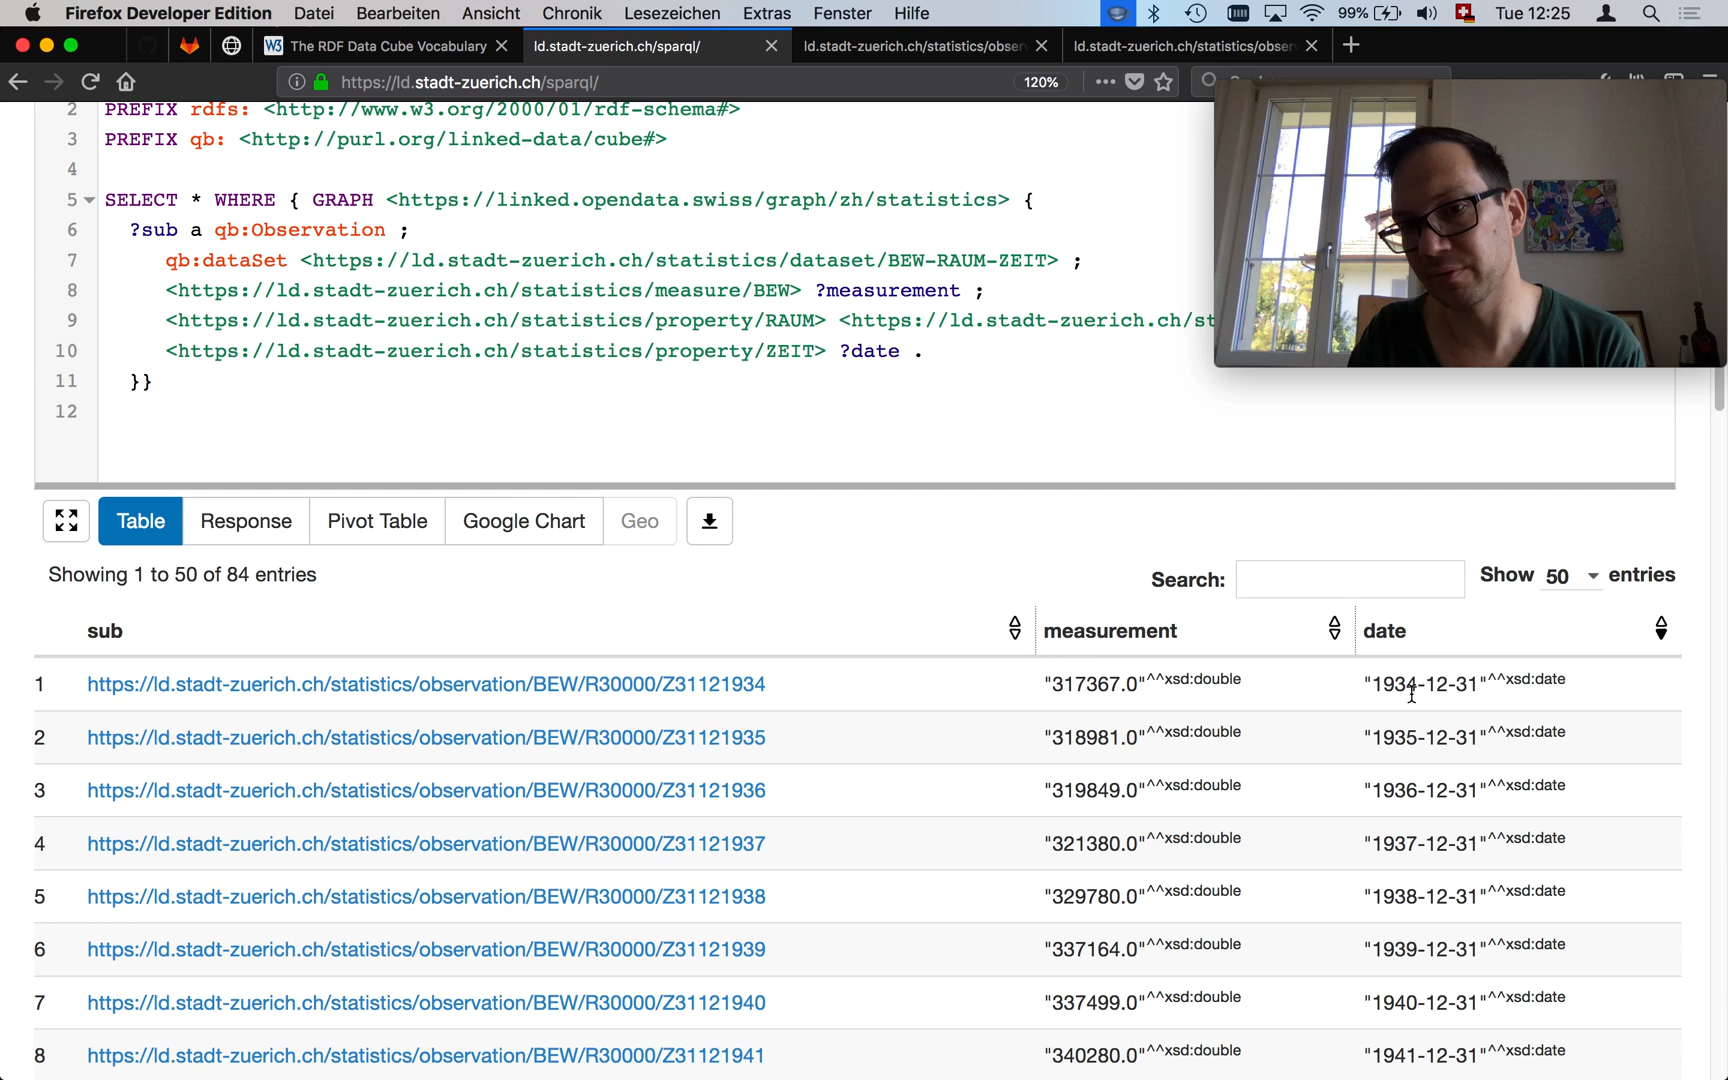 Firefox Developer Edition Datei Bearbeiten Ansicht Chronik Lesezeichen Extras Fenster Hilfe 99% Tue 12:25
The RDF Data Cube Vocabulary ld.stadt-zuerich.ch/sparql/ ld.stadt-zuerich.ch/statistics/obser ld.stadt-zuerich.ch/statistics/obser
https://ld.stadt-zuerich.ch/sparql/ 120%
2 PREFIX rdfs: <http://www.w3.org/2000/01/rdf-schema#>
3 PREFIX qb: <http://purl.org/linked-data/cube#>
4
5 SELECT * WHERE { GRAPH <https://linked.opendata.swiss/graph/zh/statistics> {
6 ?sub a qb:Observation ;
7 qb:dataSet <https://ld.stadt-zuerich.ch/statistics/dataset/BEW-RAUM-ZEIT> ;
8 <https://ld.stadt-zuerich.ch/statistics/measure/BEW> ?measurement ;
9 <https://ld.stadt-zuerich.ch/statistics/property/RAUM> <https://ld.stadt-zuerich.ch/st
10 <https://ld.stadt-zuerich.ch/statistics/property/ZEIT> ?date .
11 }}
12
Table Response Pivot Table Google Chart Geo
Showing 1 to 50 of 84 entries Search: Show 50 entries
sub measurement date
1 https://ld.stadt-zuerich.ch/statistics/observation/BEW/R30000/Z31121934 "317367.0"^^xsd:double "1934-12-31"^^xsd:date
2 https://ld.stadt-zuerich.ch/statistics/observation/BEW/R30000/Z31121935 "318981.0"^^xsd:double "1935-12-31"^^xsd:date
3 https://ld.stadt-zuerich.ch/statistics/observation/BEW/R30000/Z31121936 "319849.0"^^xsd:double "1936-12-31"^^xsd:date
4 https://ld.stadt-zuerich.ch/statistics/observation/BEW/R30000/Z31121937 "321380.0"^^xsd:double "1937-12-31"^^xsd:date
5 https://ld.stadt-zuerich.ch/statistics/observation/BEW/R30000/Z31121938 "329780.0"^^xsd:double "1938-12-31"^^xsd:date
6 https://ld.stadt-zuerich.ch/statistics/observation/BEW/R30000/Z31121939 "337164.0"^^xsd:double "1939-12-31"^^xsd:date
7 https://ld.stadt-zuerich.ch/statistics/observation/BEW/R30000/Z31121940 "337499.0"^^xsd:double "1940-12-31"^^xsd:date
8 https://ld.stadt-zuerich.ch/statistics/observation/BEW/R30000/Z31121941 "340280.0"^^xsd:double "1941-12-31"^^xsd:date